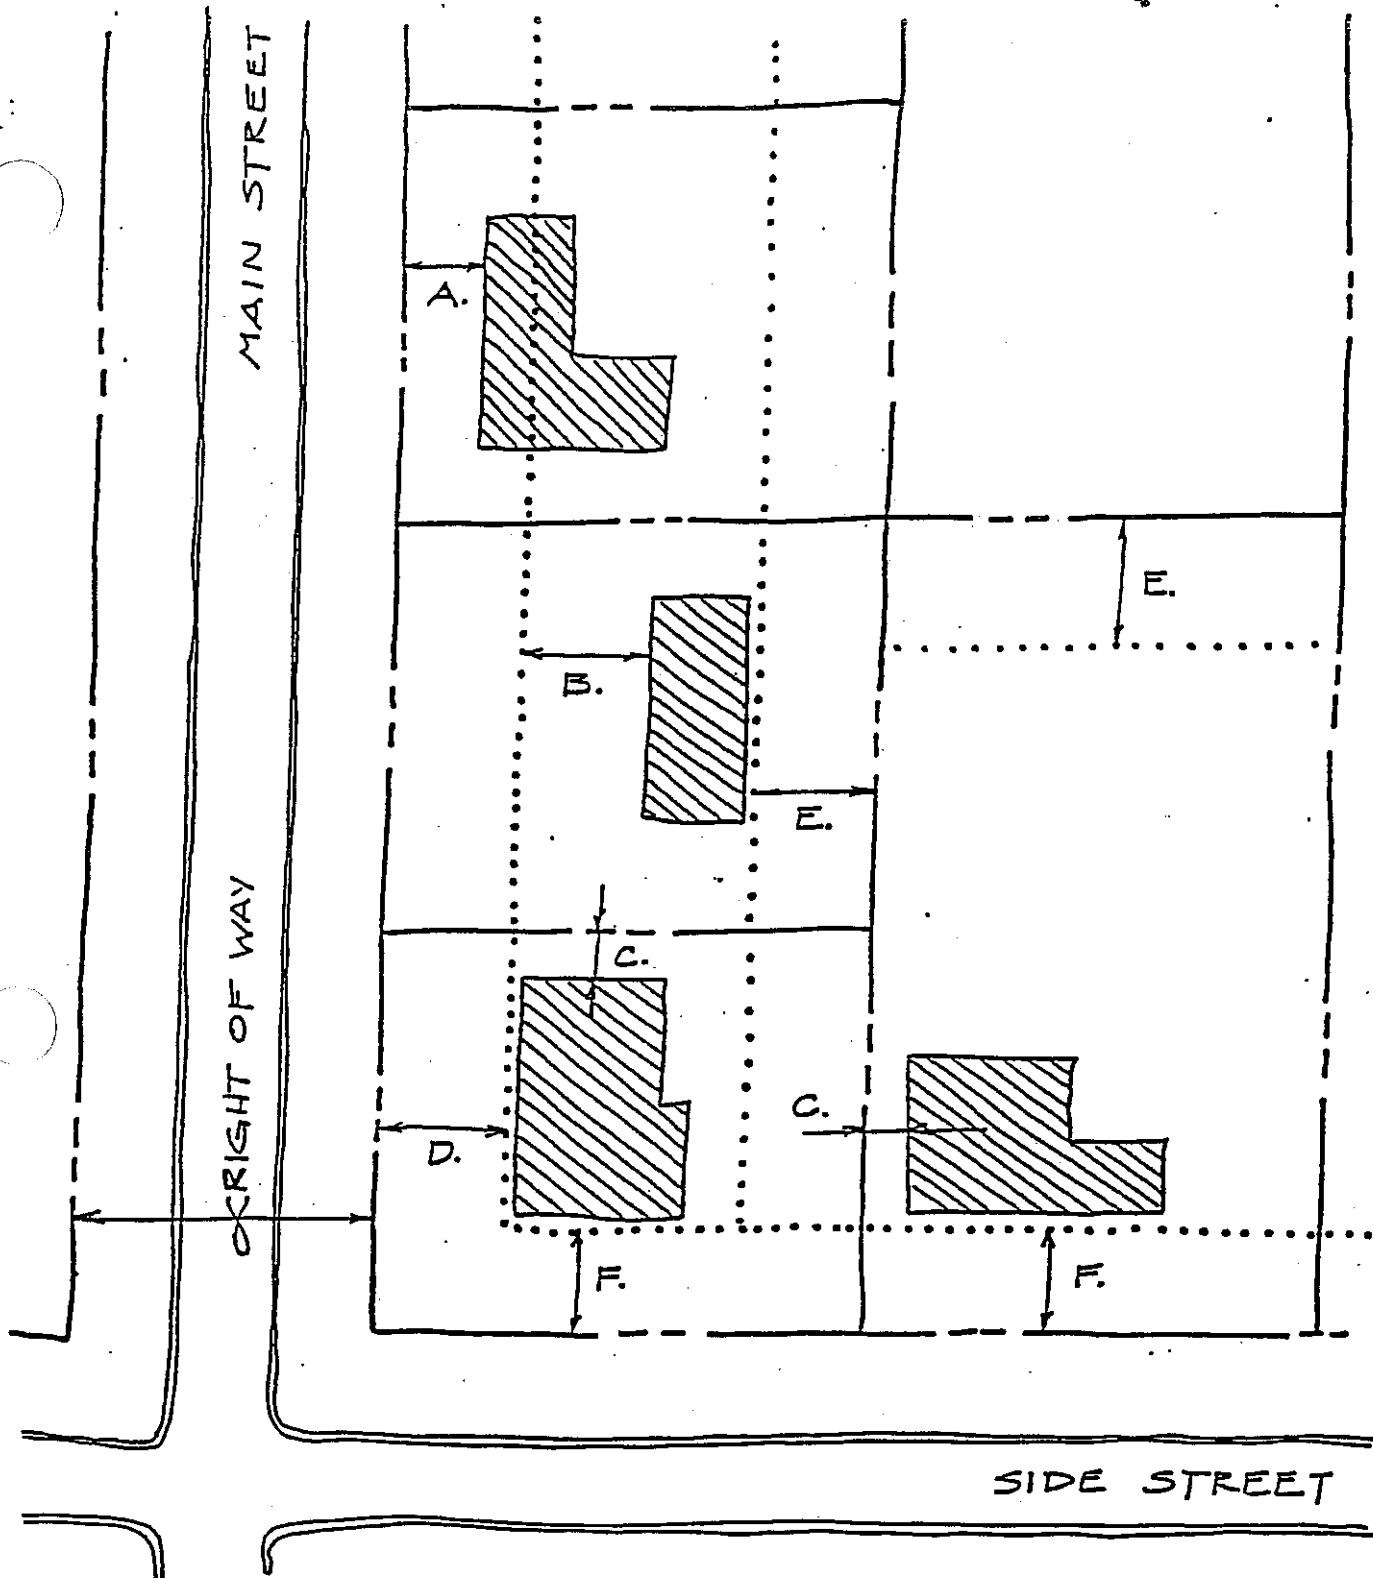 MAIN STREET
A.
E.
B.
E.
RIGHT OF WAY
C.
C.
D.
F.
F.
SIDE STREET